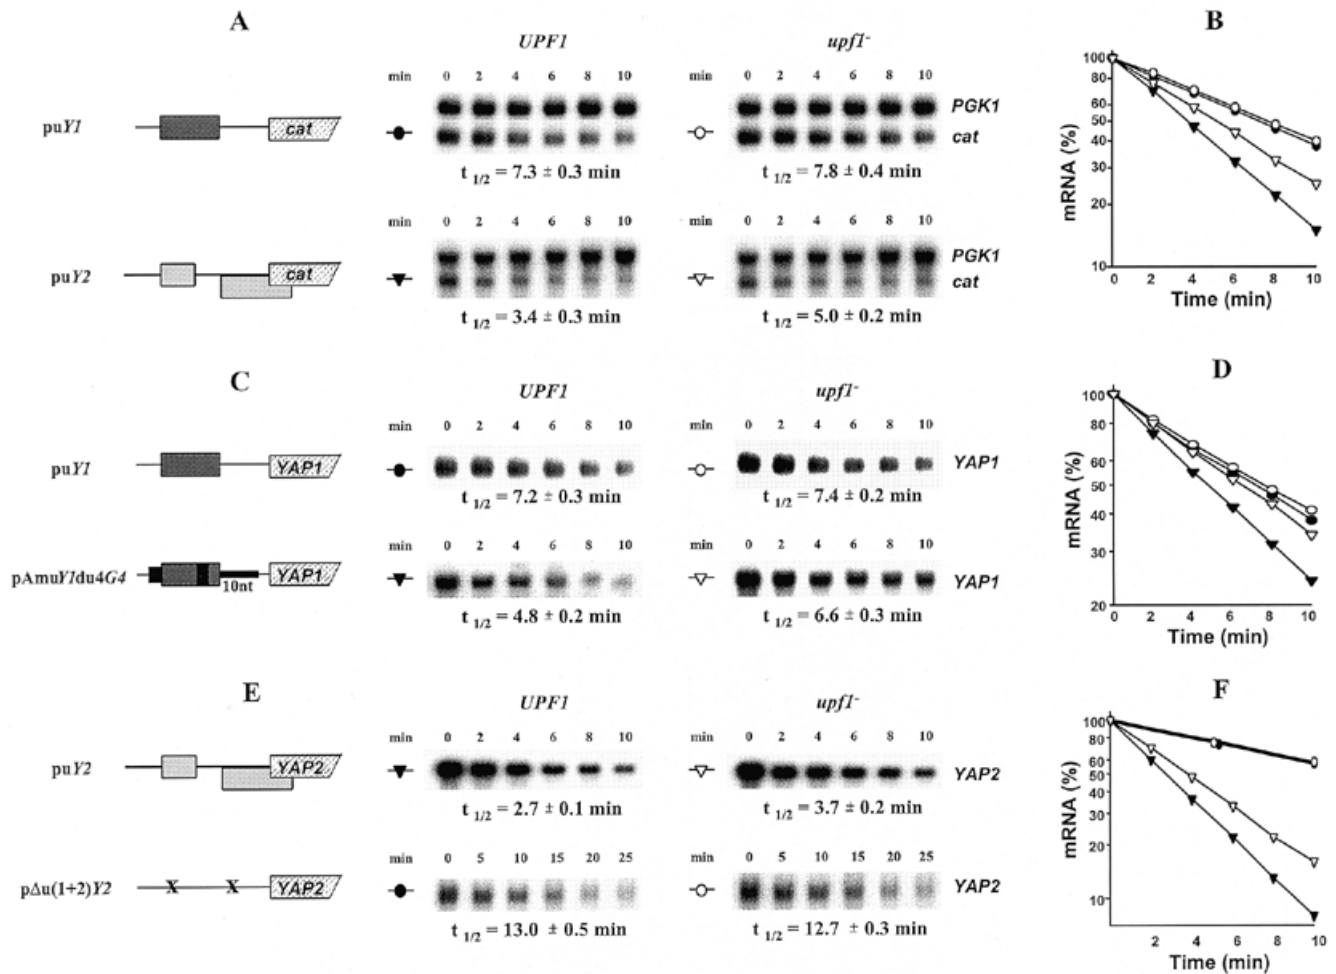 A
B
UPF1
upf1-
min 0 2 4 6 8 10
min 0 2 4 6 8 10
puY1
cat
PGK1
cat
t 1/2 = 7.3 ± 0.3 min
t 1/2 = 7.8 ± 0.4 min
min 0 2 4 6 8 10
min 0 2 4 6 8 10
puY2
cat
PGK1
cat
t 1/2 = 3.4 ± 0.3 min
t 1/2 = 5.0 ± 0.2 min
mRNA (%)
100
80
60
50
40
30
20
10
0 2 4 6 8 10
Time (min)
C
D
UPF1
upf1-
min 0 2 4 6 8 10
min 0 2 4 6 8 10
puY1
YAP1
YAP1
t 1/2 = 7.2 ± 0.3 min
t 1/2 = 7.4 ± 0.2 min
min 0 2 4 6 8 10
min 0 2 4 6 8 10
pAmuY1du4G4
10nt
YAP1
YAP1
t 1/2 = 4.8 ± 0.2 min
t 1/2 = 6.6 ± 0.3 min
mRNA (%)
100
80
60
50
40
30
20
0 2 4 6 8 10
Time (min)
E
F
UPF1
upf1-
min 0 2 4 6 8 10
min 0 2 4 6 8 10
puY2
YAP2
YAP2
t 1/2 = 2.7 ± 0.1 min
t 1/2 = 3.7 ± 0.2 min
min 0 5 10 15 20 25
min 0 5 10 15 20 25
pΔu(1+2)Y2
X X
YAP2
YAP2
t 1/2 = 13.0 ± 0.5 min
t 1/2 = 12.7 ± 0.3 min
mRNA (%)
100
80
60
50
40
30
20
10
2 4 6 8 10
Time (min)